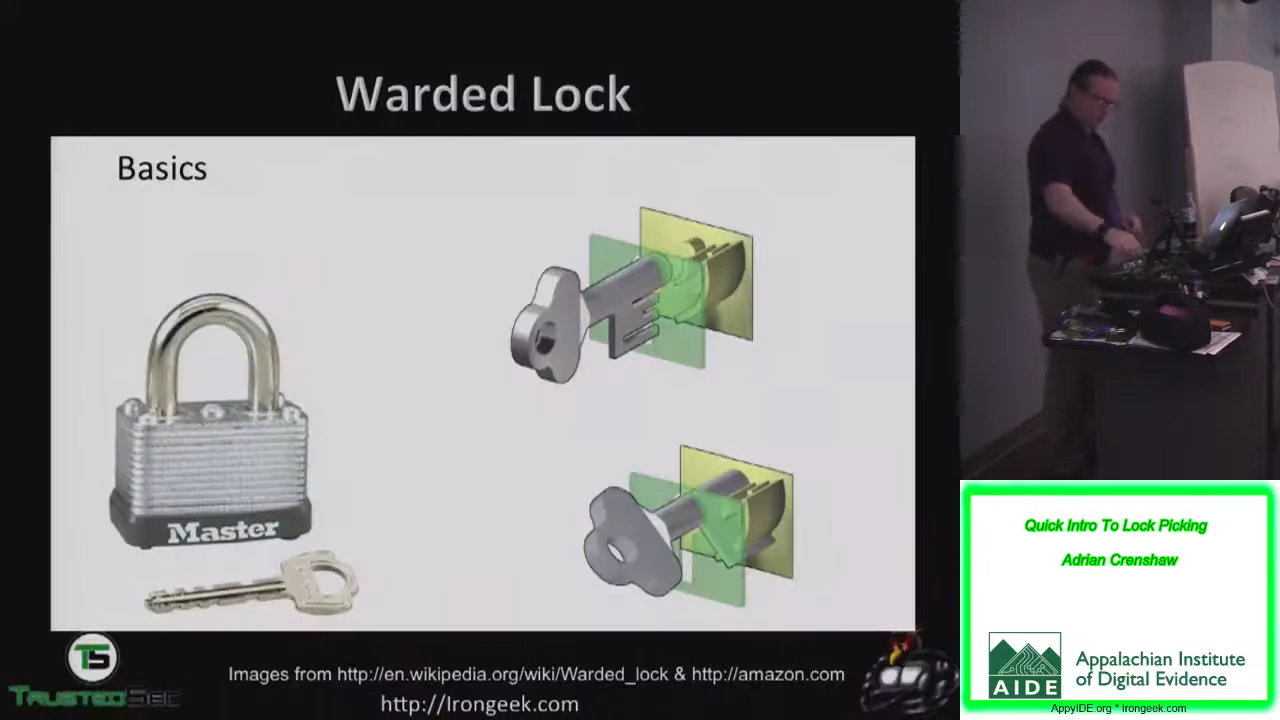 Warded Lock
Basics
Master
TS
TRUSTEDSEC
Images from http://en.wikipedia.org/wiki/Warded_lock & http://amazon.com
http://Irongeek.com
Quick Intro To Lock Picking
Adrian Crenshaw
AIDE
Appalachian Institute
of Digital Evidence
AppyIDE.org * Irongeek.com